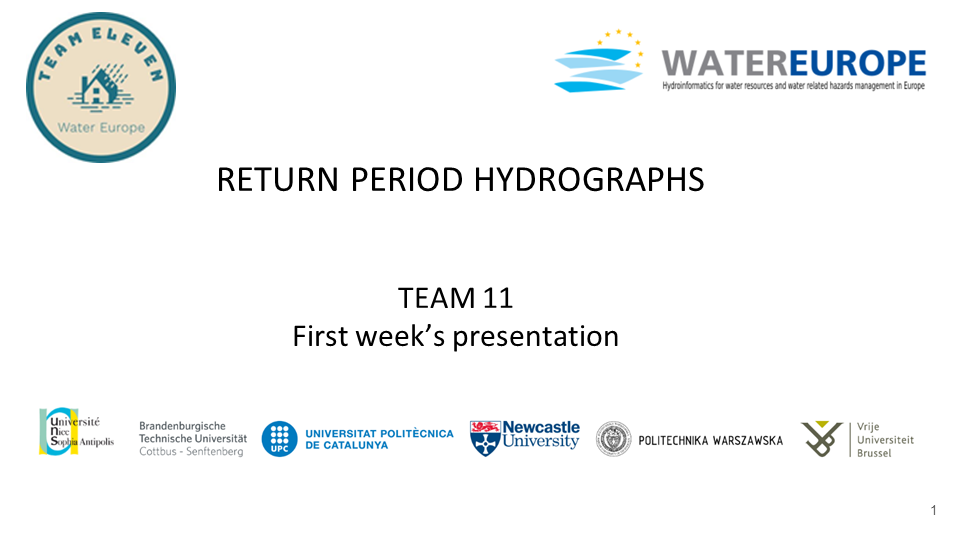 TEAM ELEVEN
Water Europe
WATEREUROPE
Hydroinformatics for water resources and water related hazards management in Europe
RETURN PERIOD HYDROGRAPHS
TEAM 11
First week’s presentation
Université
Nice
Sophia Antipolis
Brandenburgische
Technische Universität
Cottbus - Senftenberg
UPC
UNIVERSITAT POLITÈCNICA
DE CATALUNYA
Newcastle
University
POLITECHNIKA WARSZAWSKA
Vrije
Universiteit
Brussel
1